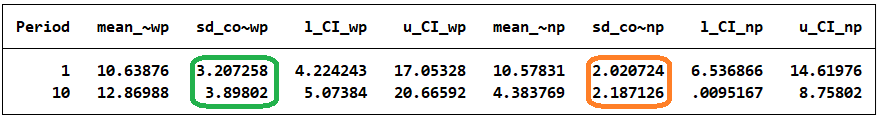 Period mean_~wp sd_co~wp l_CI_wp u_CI_wp mean_~np sd_co~np l_CI_np u_CI_np
1 10.63876 3.207258 4.224243 17.05328 10.57831 2.020724 6.536866 14.61976
10 12.86988 3.89802 5.07384 20.66592 4.383769 2.187126 .0095167 8.75802